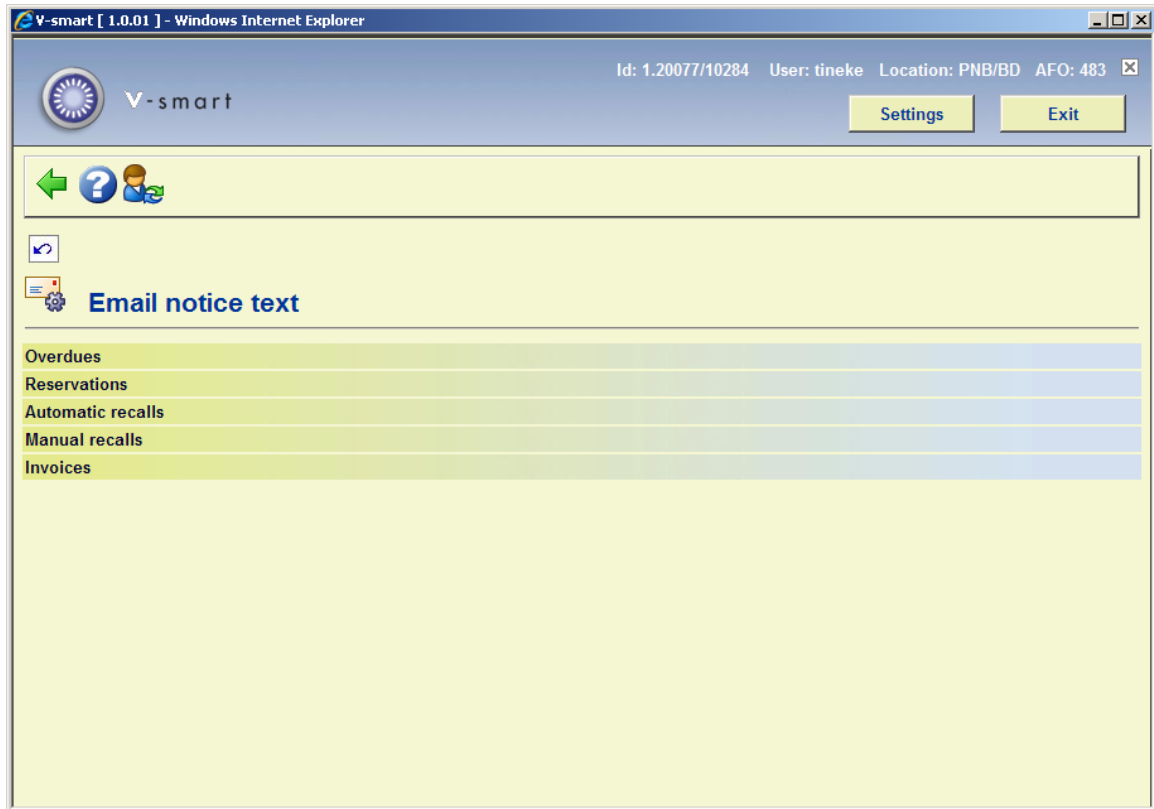 V-smart [ 1.0.01 ] - Windows Internet Explorer
Id: 1.20077/10284 User: tineke Location: PNB/BD AFO: 483
V-smart
Settings Exit
Email notice text
Overdues
Reservations
Automatic recalls
Manual recalls
Invoices